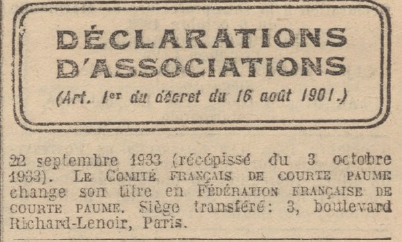 DÉCLARATIONS
D'ASSOCIATIONS
(Art. 1er du décret du 16 août 1901.)
22 septembre 1933 (récépissé du 3 octobre
1933). LE COMITÉ FRANÇAIS DE COURTE PAUME
change son titre en FÉDÉRATION FRANÇAISE DE
COURTE PAUME. Siège transféré: 3, boulevard
Richard-Lenoir, Paris.